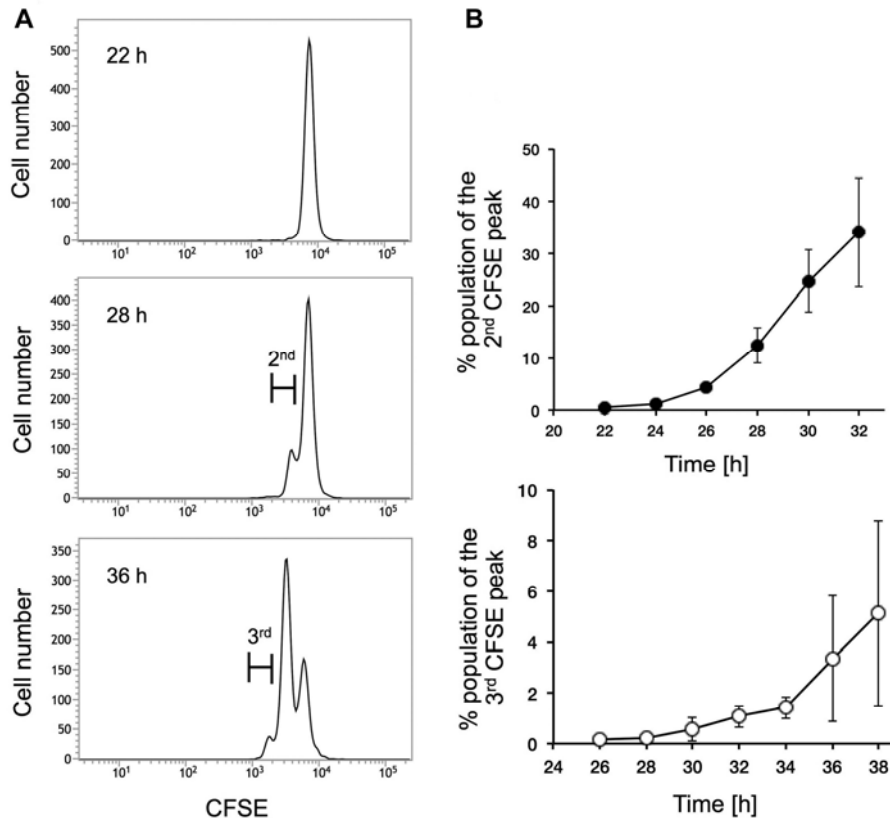 A
22 h
Cell number
500
400
300
200
100
0
10¹ 10² 10³ 10⁴ 10⁵
28 h
2ⁿᵈ
Cell number
400
350
300
250
200
150
100
50
0
10¹ 10² 10³ 10⁴ 10⁵
36 h
3ʳᵈ
Cell number
350
300
250
200
150
100
50
0
10¹ 10² 10³ 10⁴ 10⁵
CFSE
B
% population of the
2ⁿᵈ CFSE peak
50
40
30
20
10
0
20 22 24 26 28 30 32
Time [h]
% population of the
3ʳᵈ CFSE peak
10
8
6
4
2
0
24 26 28 30 32 34 36 38
Time [h]